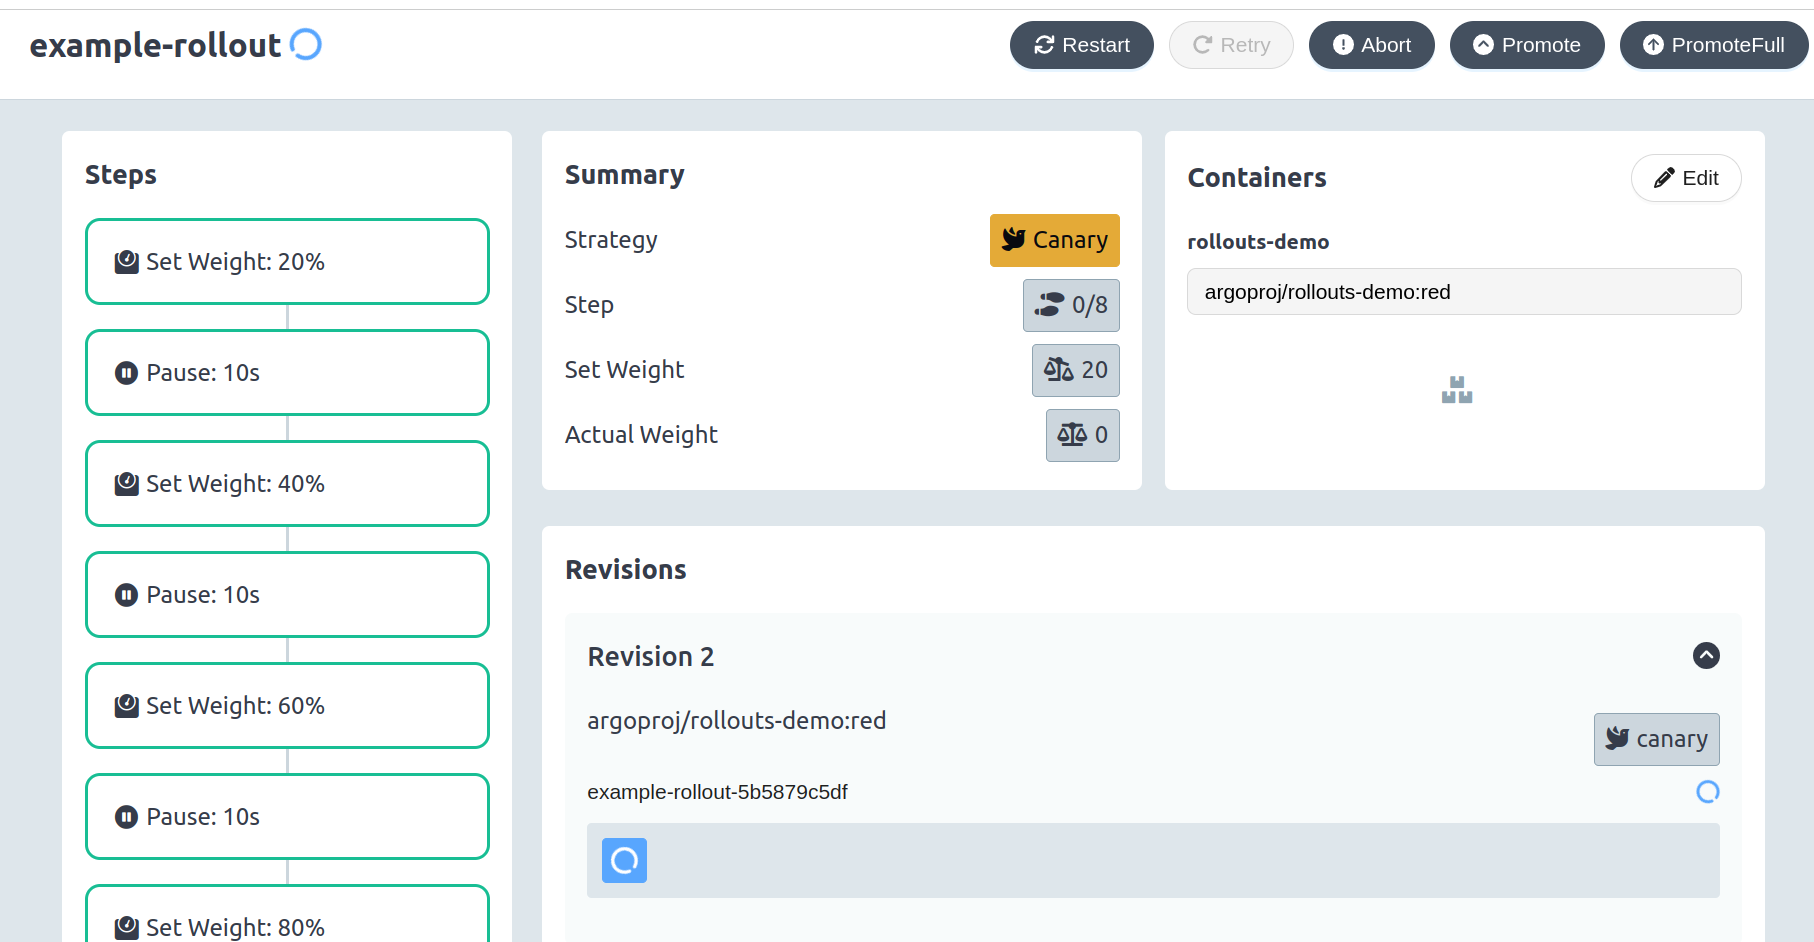 example-rollout
Restart
Retry
Abort
Promote
PromoteFull
Steps
Set Weight: 20%
Pause: 10s
Set Weight: 40%
Pause: 10s
Set Weight: 60%
Pause: 10s
Set Weight: 80%
Summary
Strategy
Canary
Step
0/8
Set Weight
20
Actual Weight
0
Containers
Edit
rollouts-demo
argoproj/rollouts-demo:red
Revisions
Revision 2
argoproj/rollouts-demo:red
canary
example-rollout-5b5879c5df